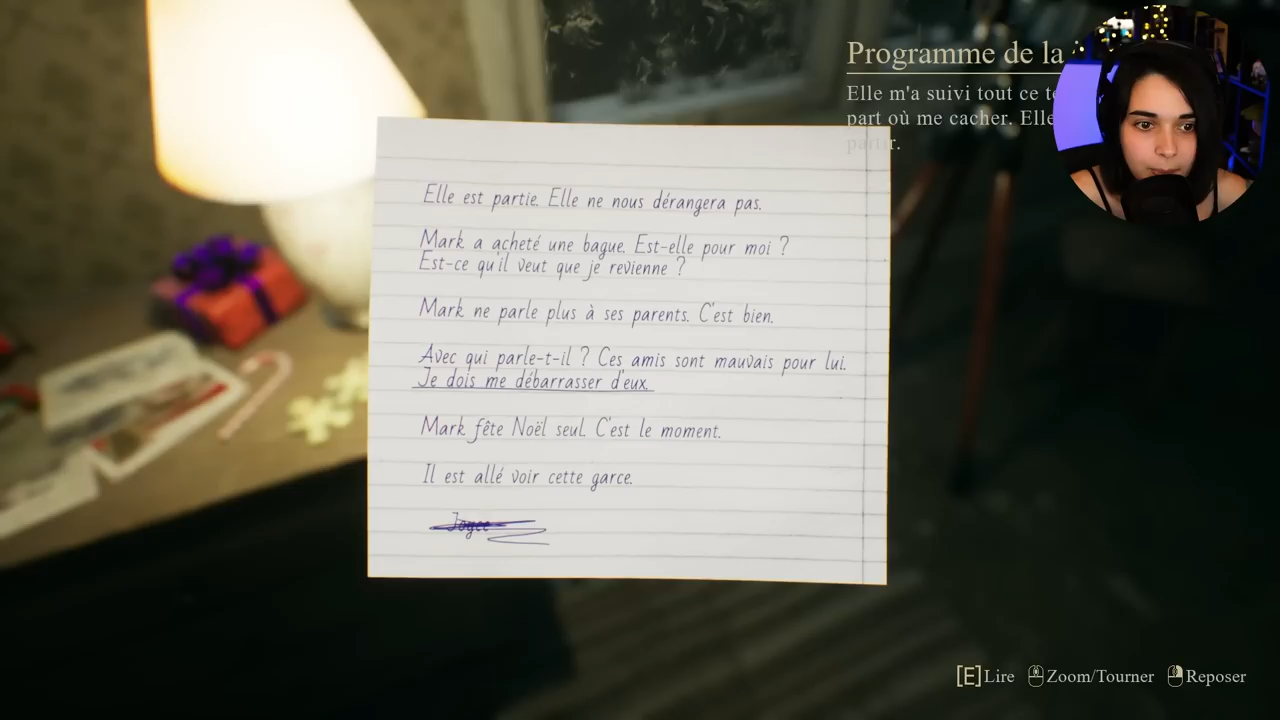 Programme de la
Elle m'a suivi tout ce
part où me cacher. Elle
partir.
Elle est partie. Elle ne nous dérangera pas.
Mark a acheté une bague. Est-elle pour moi ?
Est-ce qu'il veut que je revienne ?
Mark ne parle plus à ses parents. C'est bien.
Avec qui parle-t-il ? Ces amis sont mauvais pour lui.
Je dois me débarrasser d'eux.
Mark fête Noël seul. C'est le moment.
Il est allé voir cette garce.
Joyce
[E]Lire Zoom/Tourner Reposer